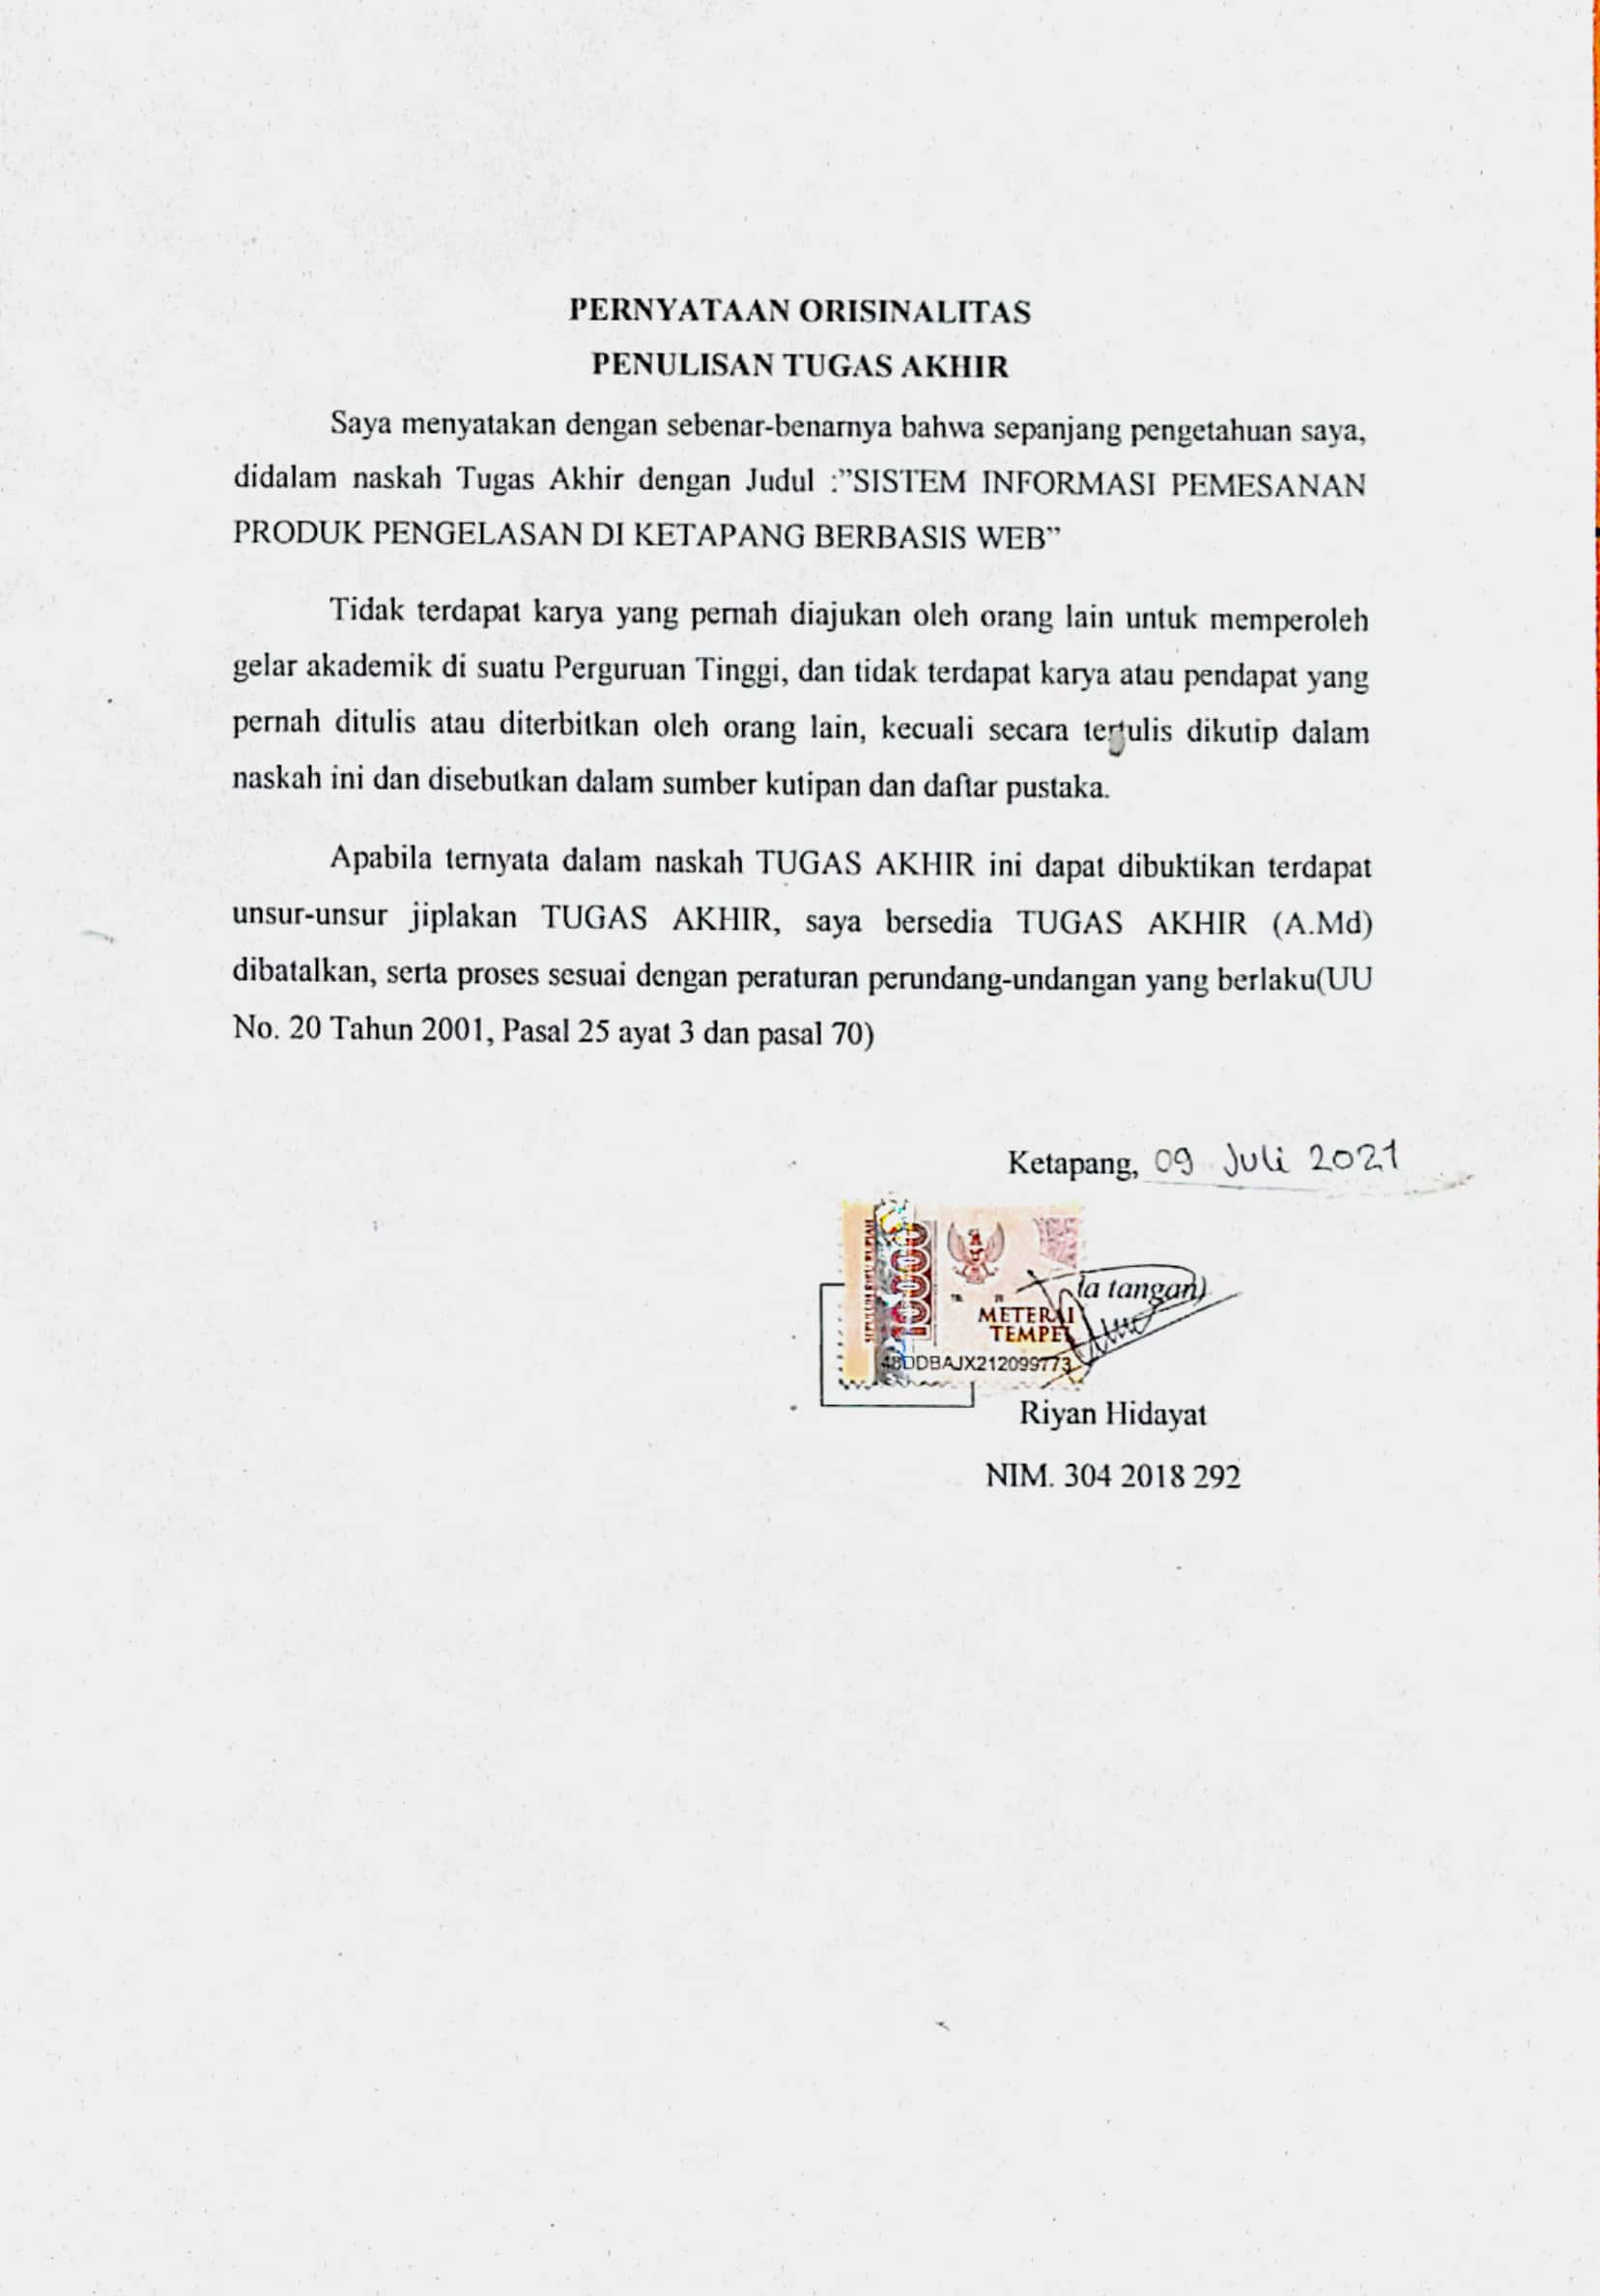 PERNYATAAN ORISINALITAS
PENULISAN TUGAS AKHIR
Saya menyatakan dengan sebenar-benarnya bahwa sepanjang pengetahuan saya,
didalam naskah Tugas Akhir dengan Judul :”SISTEM INFORMASI PEMESANAN
PRODUK PENGELASAN DI KETAPANG BERBASIS WEB”
Tidak terdapat karya yang pernah diajukan oleh orang lain untuk memperoleh
gelar akademik di suatu Perguruan Tinggi, dan tidak terdapat karya atau pendapat yang
pernah ditulis atau diterbitkan oleh orang lain, kecuali secara tertulis dikutip dalam
naskah ini dan disebutkan dalam sumber kutipan dan daftar pustaka.
Apabila ternyata dalam naskah TUGAS AKHIR ini dapat dibuktikan terdapat
unsur-unsur jiplakan TUGAS AKHIR, saya bersedia TUGAS AKHIR (A.Md)
dibatalkan, serta proses sesuai dengan peraturan perundang-undangan yang berlaku(UU
No. 20 Tahun 2001, Pasal 25 ayat 3 dan pasal 70)
Ketapang, 09 Juli 2021
SEPULUH RIBU RUPIAH
10000
la tangan)
METERAI
TEMPEL
DDBAJX212099773
Riyan Hidayat
NIM. 304 2018 292